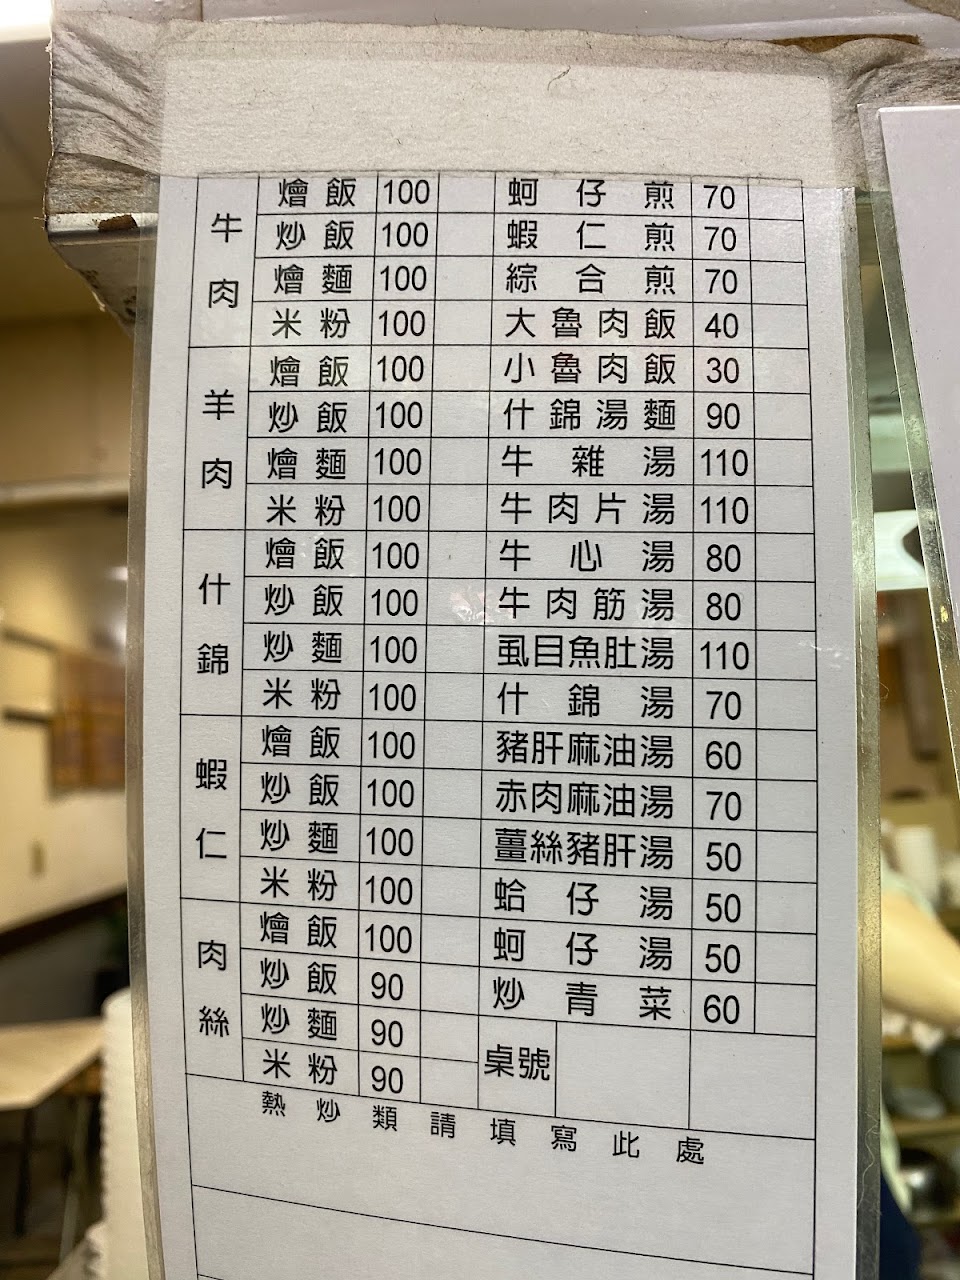 牛肉
燴飯 100
炒飯 100
燴麵 100
米粉 100
羊肉
燴飯 100
炒飯 100
燴麵 100
米粉 100
什錦
燴飯 100
炒飯 100
炒麵 100
米粉 100
蝦仁
燴飯 100
炒飯 100
炒麵 100
米粉 100
肉絲
燴飯 100
炒飯 90
炒麵 90
米粉 90
蚵仔煎 70
蝦仁煎 70
綜合煎 70
大魯肉飯 40
小魯肉飯 30
什錦湯麵 90
牛雜湯 110
牛肉片湯 110
牛心湯 80
牛肉筋湯 80
虱目魚肚湯 110
什錦湯 70
豬肝麻油湯 60
赤肉麻油湯 70
薑絲豬肝湯 50
蛤仔湯 50
蚵仔湯 50
炒青菜 60
桌號
熱炒類請填寫此處